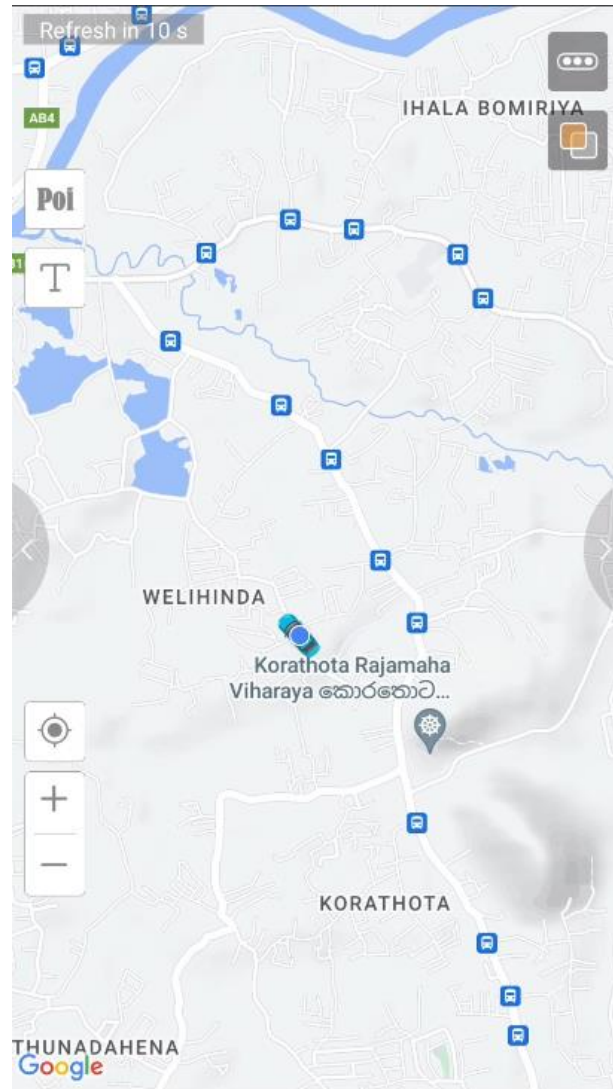 Refresh in 10 s
IHALA BOMIRIYA
AB4
Poi
T
WELIHINDA
Korathota Rajamaha
Viharaya කොරතොට...
KORATHOTA
THUNADAHENA
Google